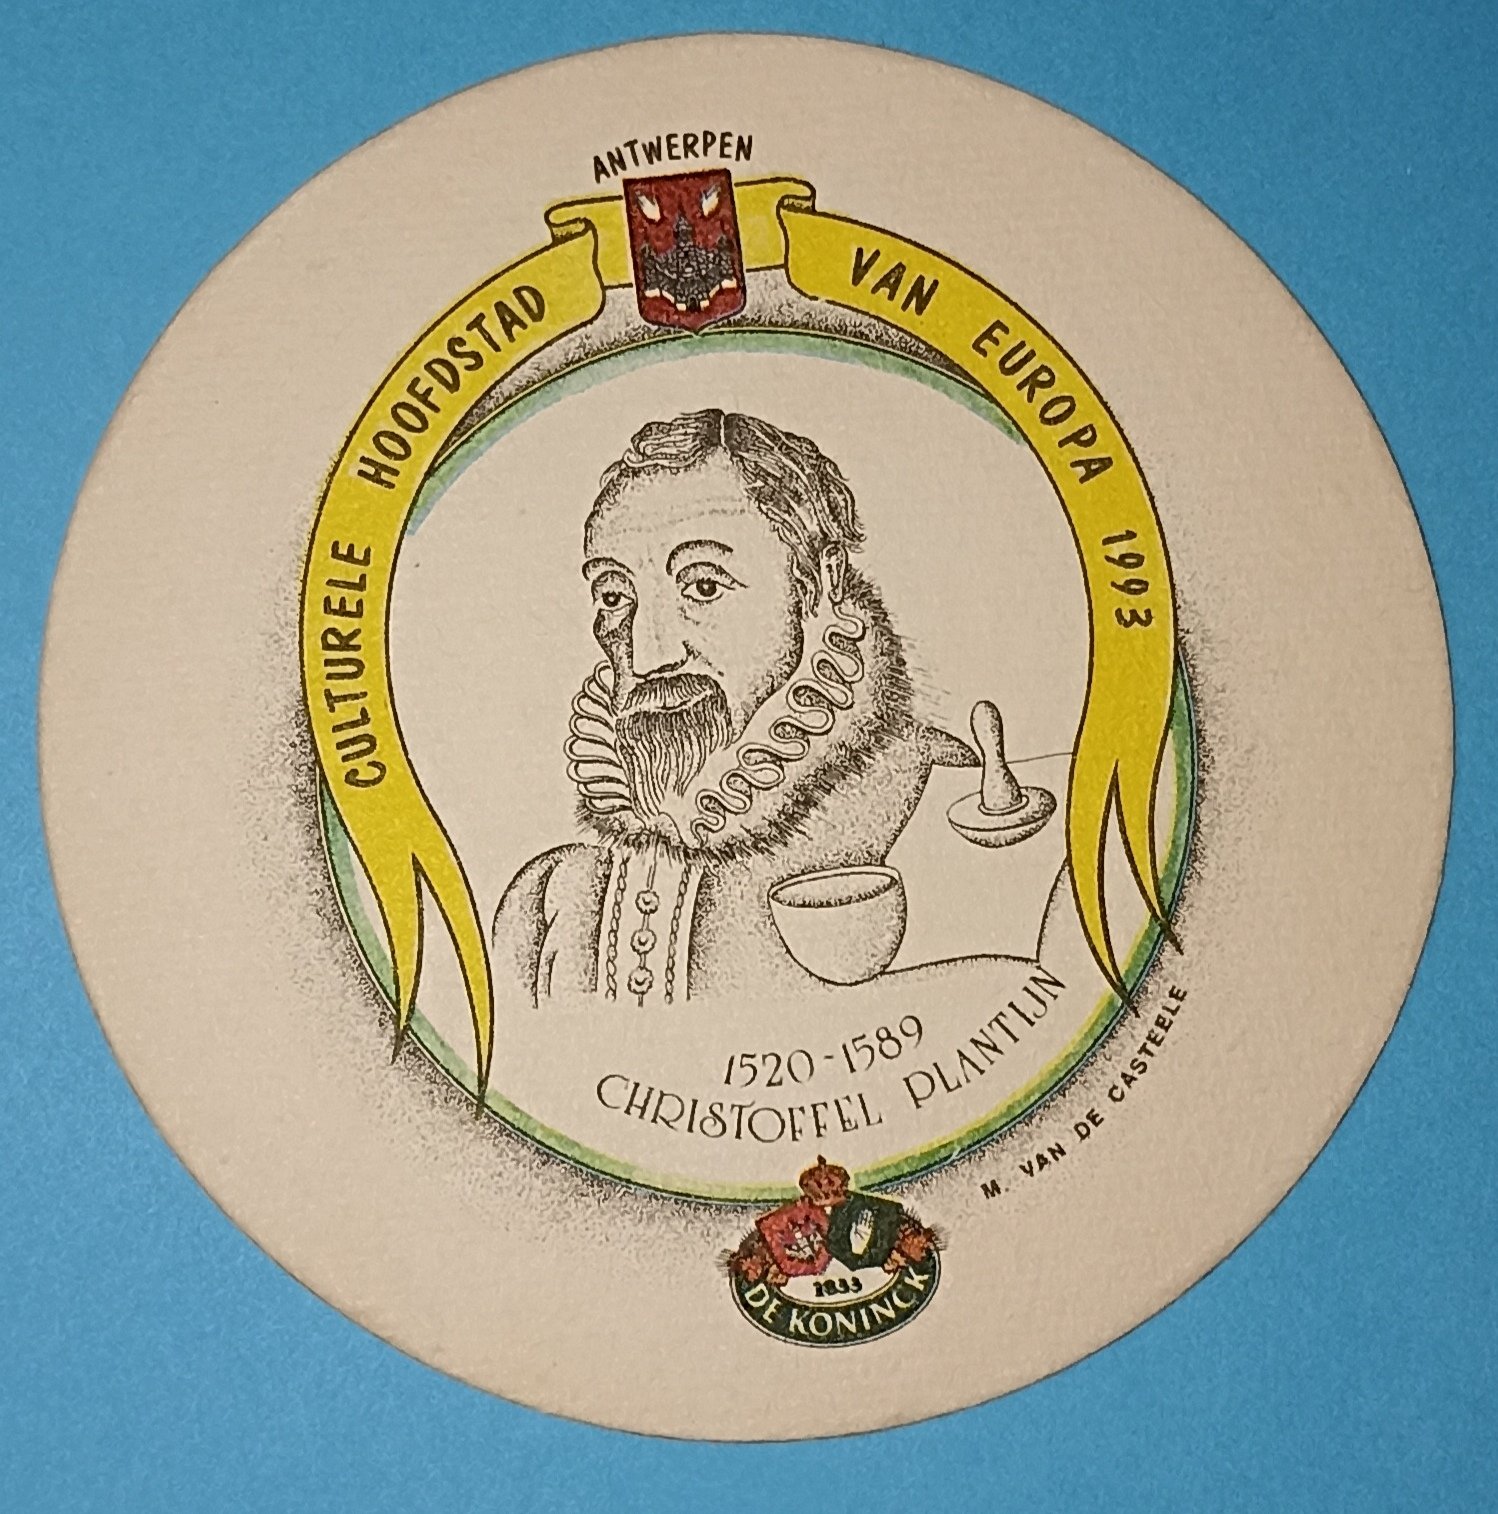 ANTWERPEN
CULTURELE HOOFDSTAD VAN EUROPA 1993
1520-1589
CHRISTOFFEL PLANTIJN
M. VAN DE CASTEELE
1833
DE KONINCK